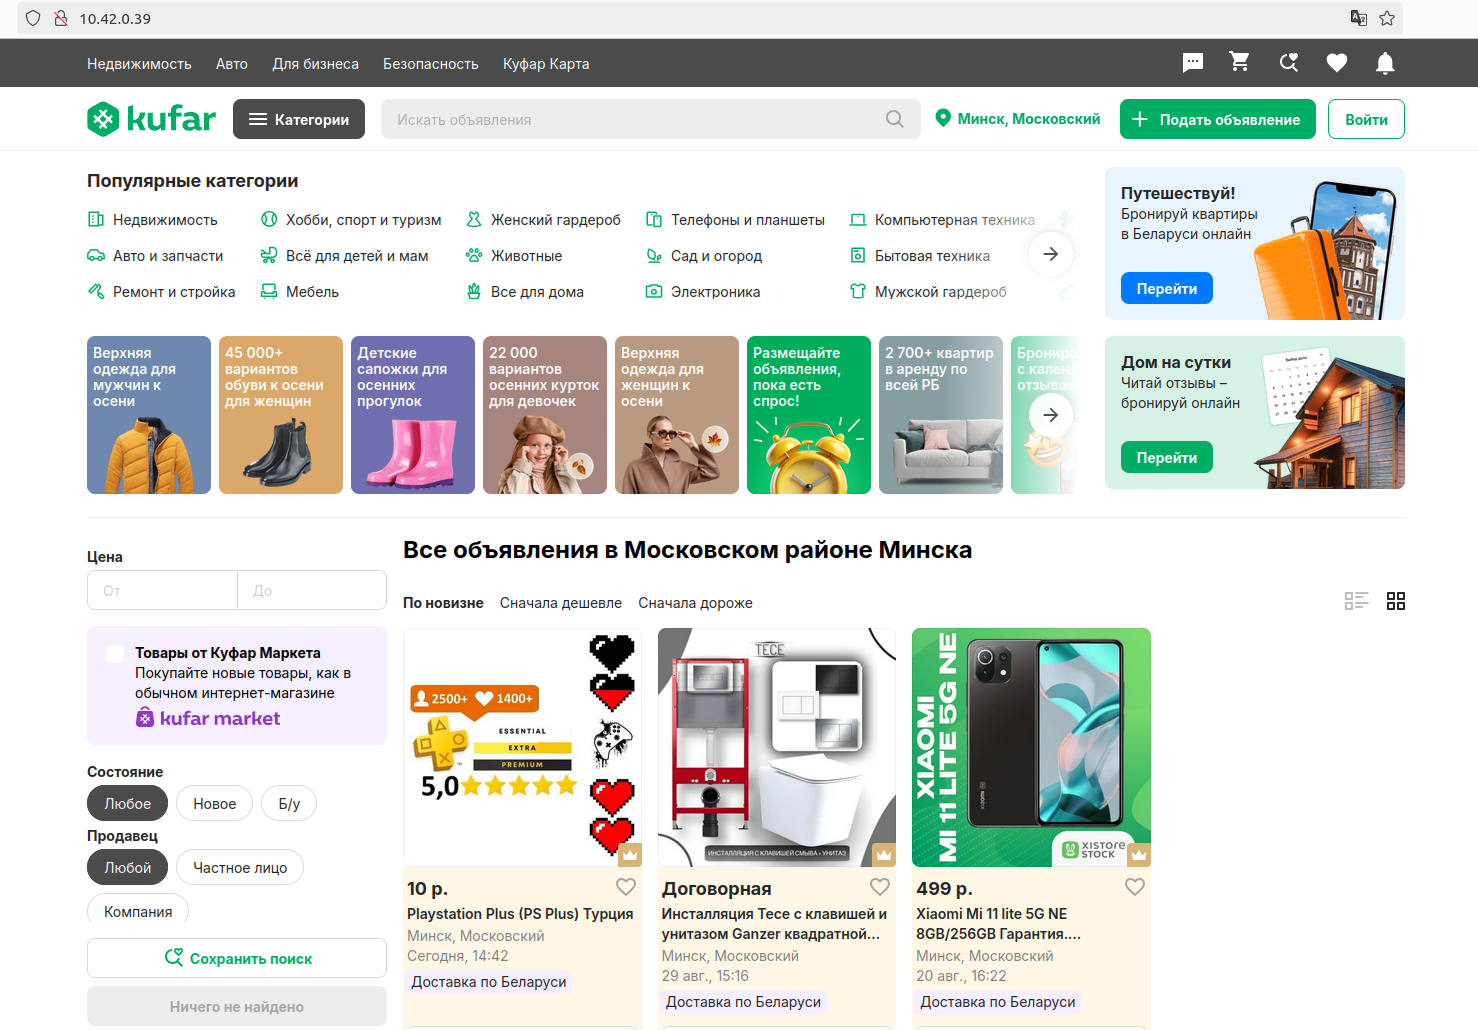 10.42.0.39
Недвижимость Авто Для бизнеса Безопасность Куфар Карта
kufar Категории Искать объявления Минск, Московский Подать объявление Войти
Популярные категории
Недвижимость Хобби, спорт и туризм Женский гардероб Телефоны и планшеты Компьютерная техника
Авто и запчасти Всё для детей и мам Животные Сад и огород Бытовая техника
Ремонт и стройка Мебель Все для дома Электроника Мужской гардероб
Путешествуй!
Бронируй квартиры
в Беларуси онлайн
Перейти
Верхняя
одежда для
мужчин к
осени
45 000+
вариантов
обуви к осени
для женщин
Детские
сапожки для
осенних
прогулок
22 000
вариантов
осенних курток
для девочек
Верхняя
одежда для
женщин к
осени
Размещайте
объявления,
пока есть
спрос!
2 700+ квартир
в аренду по
всей РБ
Дом на сутки
Читай отзывы –
бронируй онлайн
Перейти
Цена
От До
Товары от Куфар Маркета
Покупайте новые товары, как в
обычном интернет-магазине
kufar market
Состояние
Любое Новое Б/у
Продавец
Любой Частное лицо
Компания
Сохранить поиск
Ничего не найдено
Все объявления в Московском районе Минска
По новизне Сначала дешевле Сначала дороже
2500+ 1400+
ESSENTIAL
EXTRA
PREMIUM
5,0
10 р.
Playstation Plus (PS Plus) Турция
Минск, Московский
Сегодня, 14:42
Доставка по Беларуси
TECE
ИНСТАЛЛЯЦИЯ С КЛАВИШЕЙ СМЫВА - УНИТАЗ
Договорная
Инсталляция Tece с клавишей и
унитазом Ganzer квадратной...
Минск, Московский
29 авг., 15:16
Доставка по Беларуси
XIAOMI
MI 11 LITE 5G NE
XISTORE
STOCK
499 р.
Xiaomi Mi 11 lite 5G NE
8GB/256GB Гарантия....
Минск, Московский
20 авг., 16:22
Доставка по Беларуси